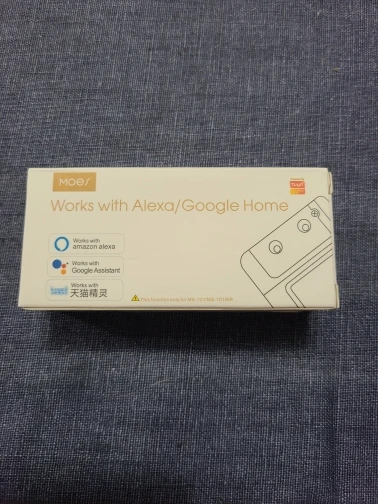 MOES
tuya
Works with Alexa/Google Home
Works with
amazon alexa
Works with
Google Assistant
Works with
天猫精灵